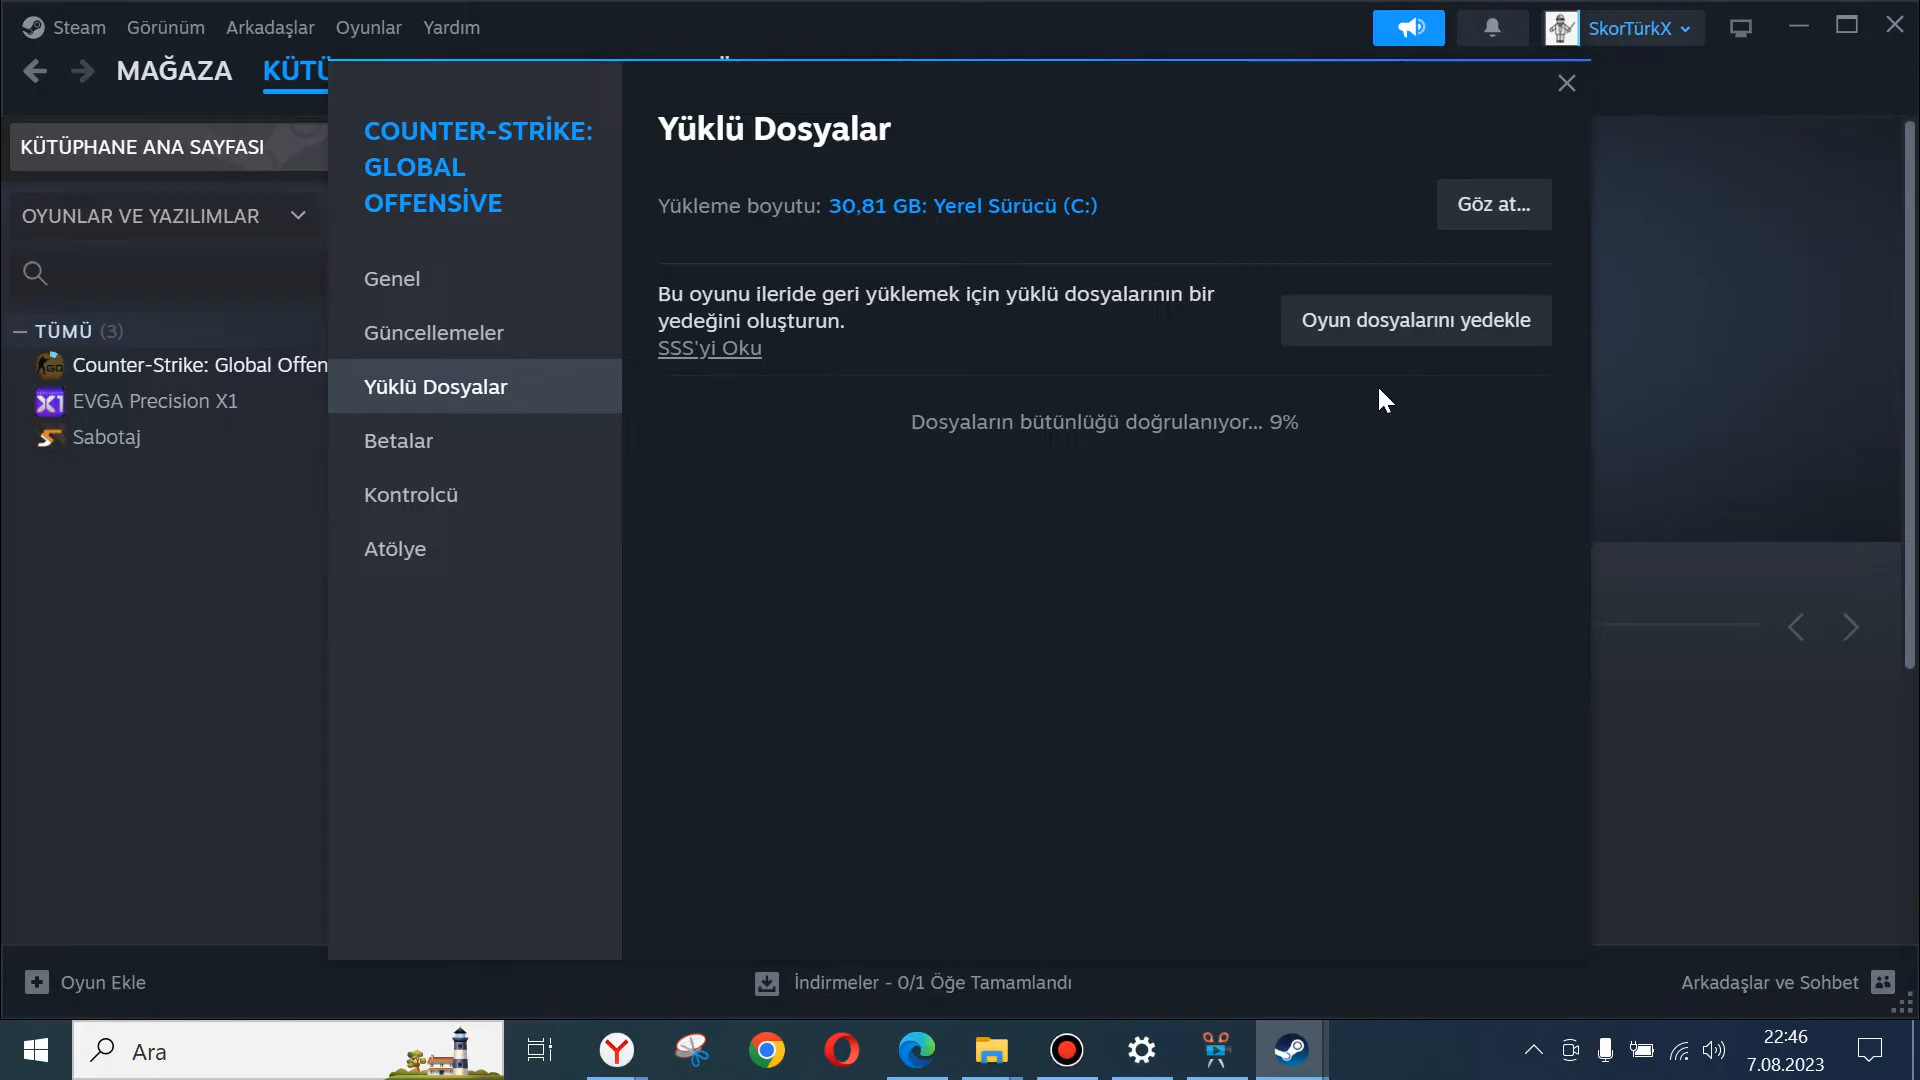 Steam Görünüm Arkadaşlar Oyunlar Yardım
SkorTürkX
MAĞAZA
KÜTÜPHANE ANA SAYFASI
OYUNLAR VE YAZILIMLAR
TÜMÜ (3)
Counter-Strike: Global Offen
EVGA Precision X1
Sabotaj
COUNTER-STRİKE:
GLOBAL
OFFENSİVE
Genel
Güncellemeler
Yüklü Dosyalar
Betalar
Kontrolcü
Atölye
Yüklü Dosyalar
Yükleme boyutu: 30,81 GB: Yerel Sürücü (C:)
Göz at...
Bu oyunu ileride geri yüklemek için yüklü dosyalarının bir
yedeğini oluşturun.
SSS'yi Oku
Oyun dosyalarını yedekle
Dosyaların bütünlüğü doğrulanıyor... 9%
Oyun Ekle
İndirmeler - 0/1 Öğe Tamamlandı
Arkadaşlar ve Sohbet
Ara
22:46
7.08.2023